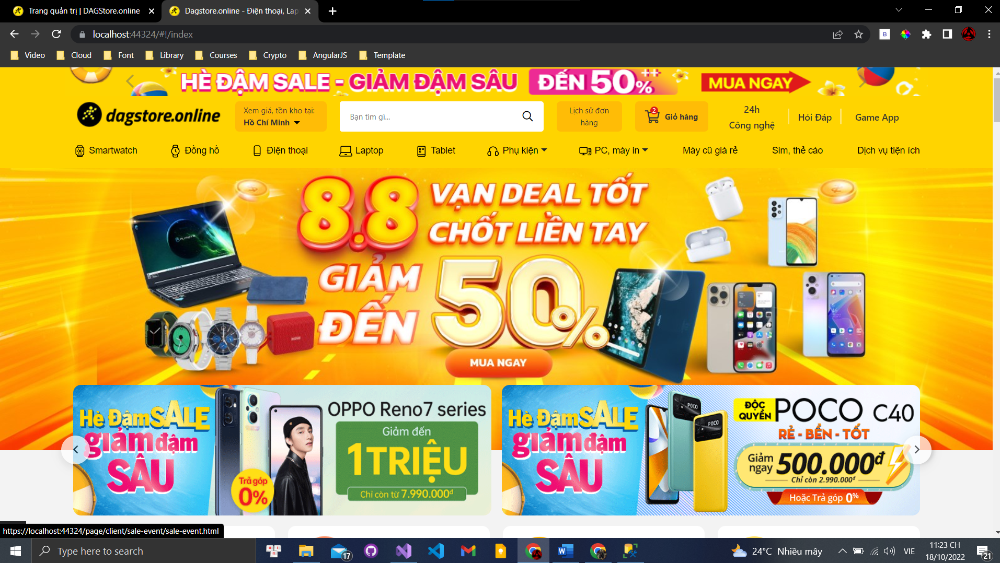 Trang quản trị | DAGStore.online
Dagstore.online - Điện thoại, Lap
localhost:44324/#!/index
Video Cloud Font Library Courses Crypto AngularJS Template
HÈ ĐẬM SALE - GIẢM ĐẬM SÂU ĐẾN 50%++ MUA NGAY
dagstore.online
Xem giá, tồn kho tại:
Hồ Chí Minh
Bạn tìm gì...
Lịch sử đơn
hàng
2
Giỏ hàng
24h
Công nghệ
Hỏi Đáp
Game App
Smartwatch Đồng hồ Điện thoại Laptop Tablet Phụ kiện PC, máy in Máy cũ giá rẻ Sim, thẻ cào Dịch vụ tiện ích
8.8 VẠN DEAL TỐT
CHỐT LIỀN TAY
GIẢM
ĐẾN
50%
MUA NGAY
Hè Đậm SALE
giảm đậm
SÂU
Trả góp
0%
OPPO Reno7 series
Giảm đến
1 TRIỆU
Chỉ còn từ 7.990.000đ
Hè Đậm SALE
giảm đậm
SÂU
POCO
POCO
ĐỘC
QUYỀN
POCO C40
RẺ - BỀN - TỐT
Giảm
ngay
500.000đ
Chỉ còn 2.990.000đ
Hoặc Trả góp 0%
https://localhost:44324/page/client/sale-event/sale-event.html
Type here to search
17
24°C Nhiều mây
VIE
11:23 CH
18/10/2022
21